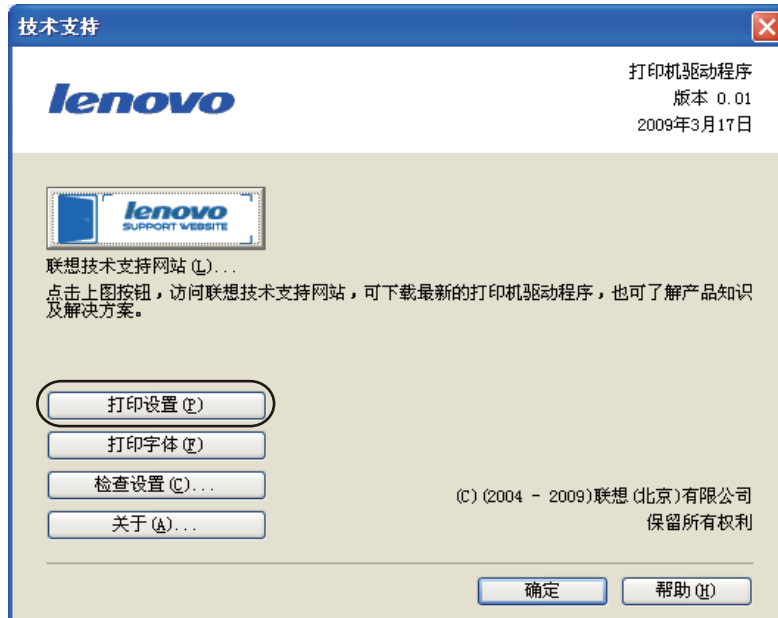 技术支持
lenovo
打印机驱动程序
版本 0.01
2009年3月17日
lenovo
SUPPORT WEBSITE
联想技术支持网站(L)...
点击上图按钮，访问联想技术支持网站，可下载最新的打印机驱动程序，也可了解产品知识
及解决方案。
打印设置(P)
打印字体(F)
检查设置(C)...
关于(A)...
(C)(2004 - 2009)联想(北京)有限公司
保留所有权利
确定
帮助(H)